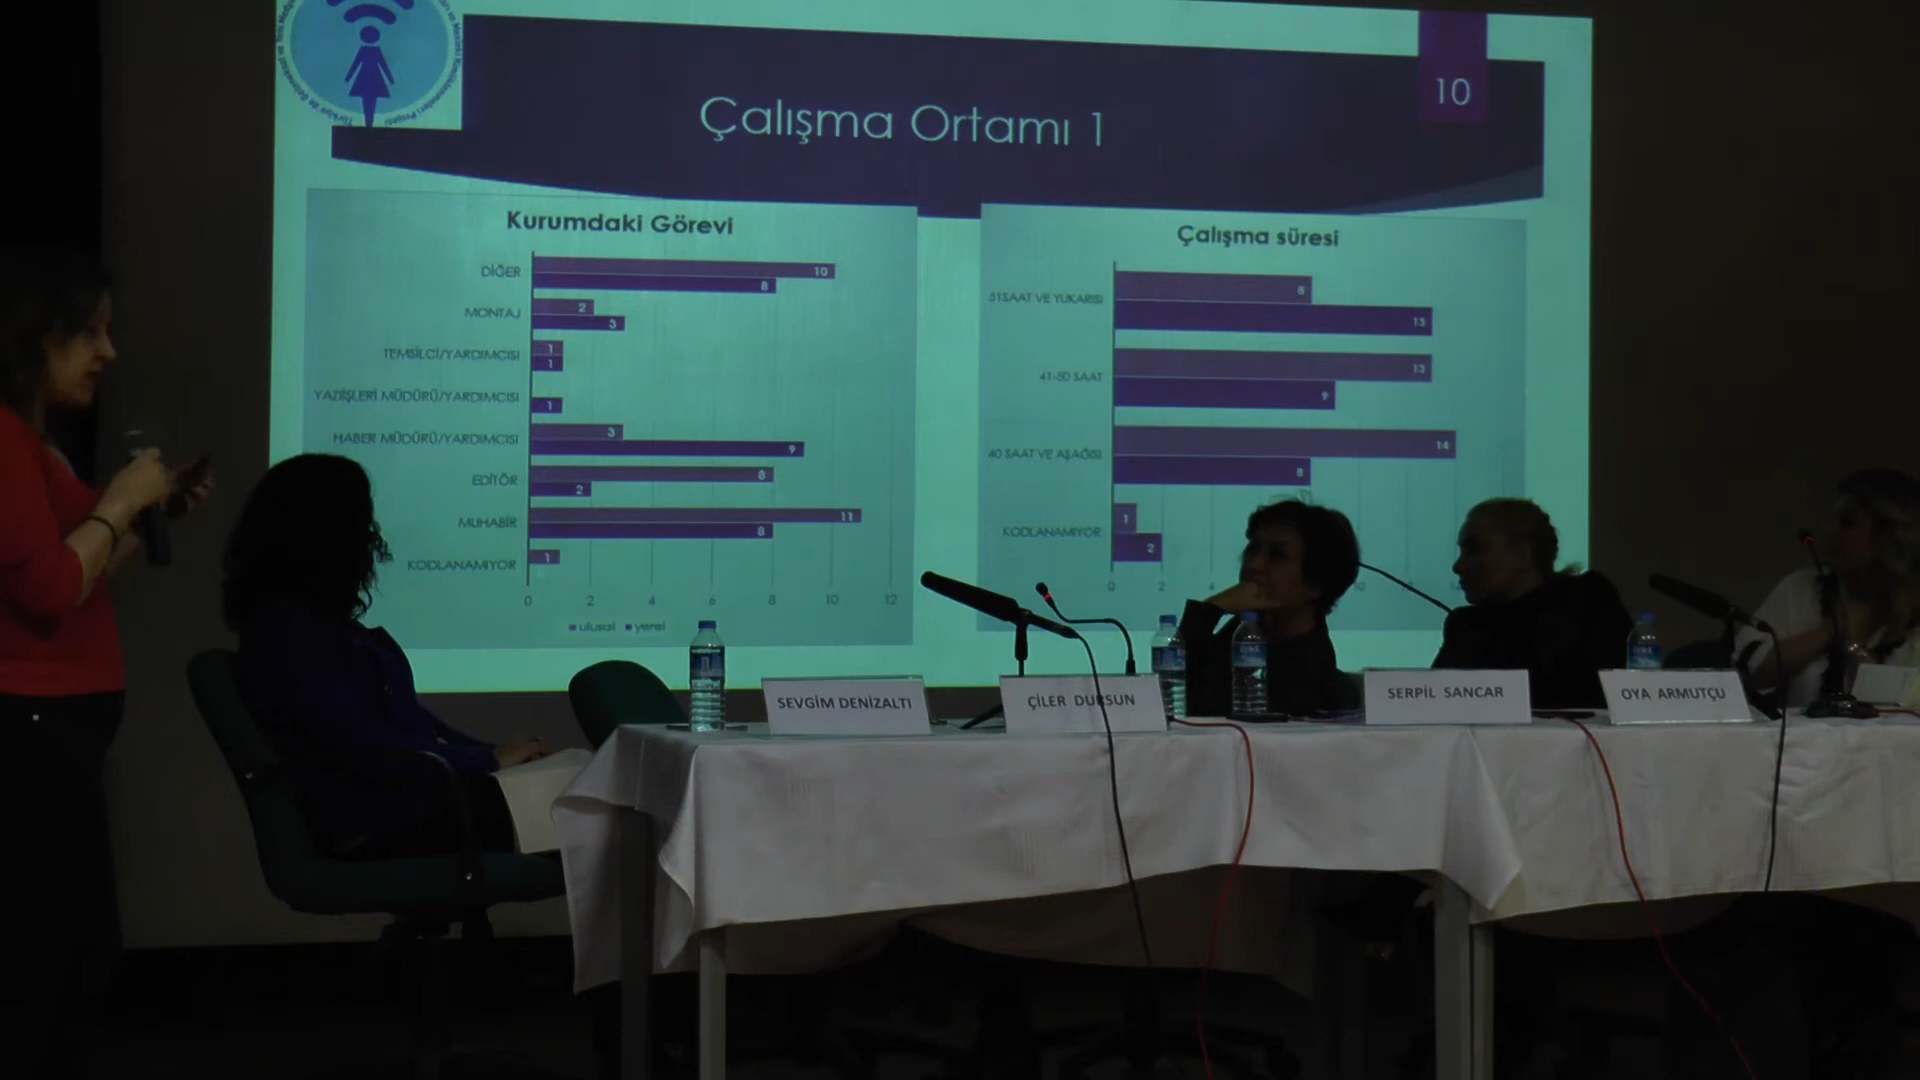 10
Çalışma Ortamı 1
Kurumdaki Görevi
DİĞER
10
8
MONTAJ
2
3
TEMSİLCİ/YARDIMCISI
1
1
YAZIİŞLERİ MÜDÜRÜ/YARDIMCISI
1
HABER MÜDÜRÜ/YARDIMCISI
3
9
EDİTÖR
8
2
MUHABİR
11
8
KODLANAMIYOR
1
0 2 4 6 8 10 12
ulusal yerel
Çalışma süresi
51SAAT VE YUKARISI
8
13
41-50 SAAT
13
9
40 SAAT VE AŞAĞISI
14
8
KODLANAMIYOR
1
2
0 2 4
SEVGİM DENİZALTI
ÇİLER DURSUN
SERPİL SANCAR
OYA ARMUTÇU